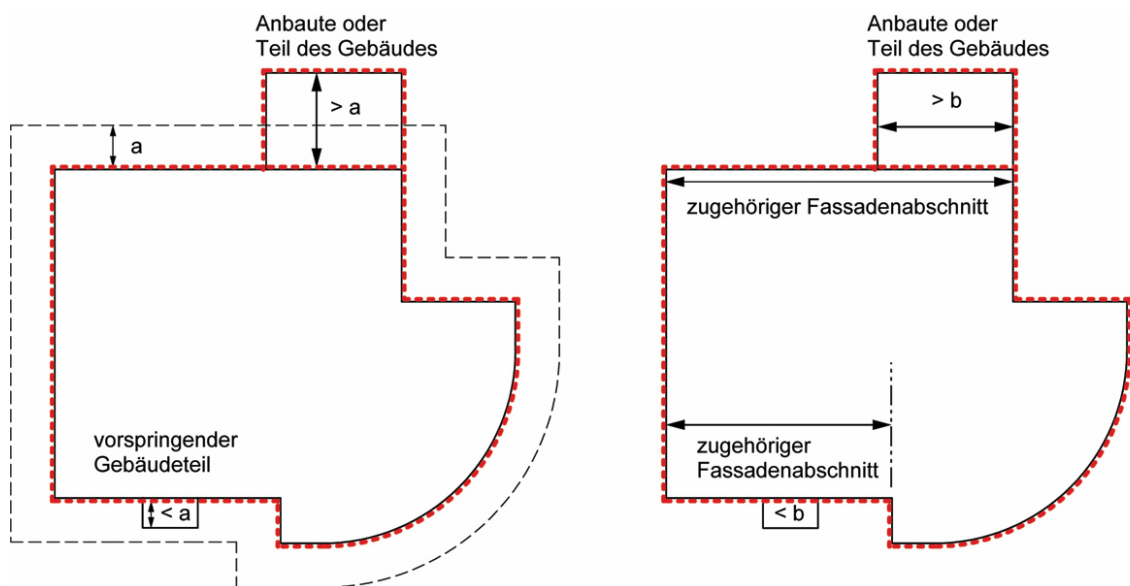 Anbaute oder
Teil des Gebäudes
> a
a
vorspringender
Gebäudeteil
< a
Anbaute oder
Teil des Gebäudes
> b
zugehöriger Fassadenabschnitt
zugehöriger
Fassadenabschnitt
< b